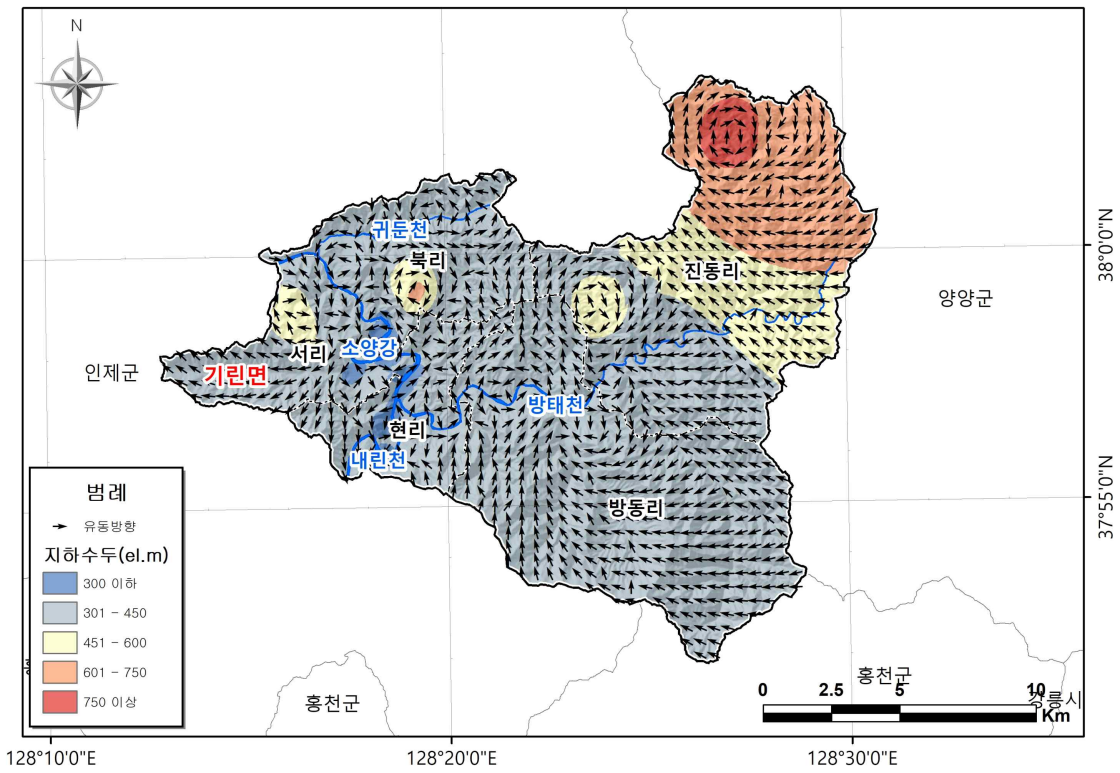 N
귀둔천
북리
진동리
38°0'0"N
양양군
서리
소양강
인제군
기린면
방태천
현리
내린천
방동리
37°55'0"N
범례
유동방향
지하수두(el.m)
300 이하
301 - 450
451 - 600
601 - 750
750 이상
홍천군
홍천군
강릉시
0 2.5 5 10
Km
128°10'0"E
128°20'0"E
128°30'0"E